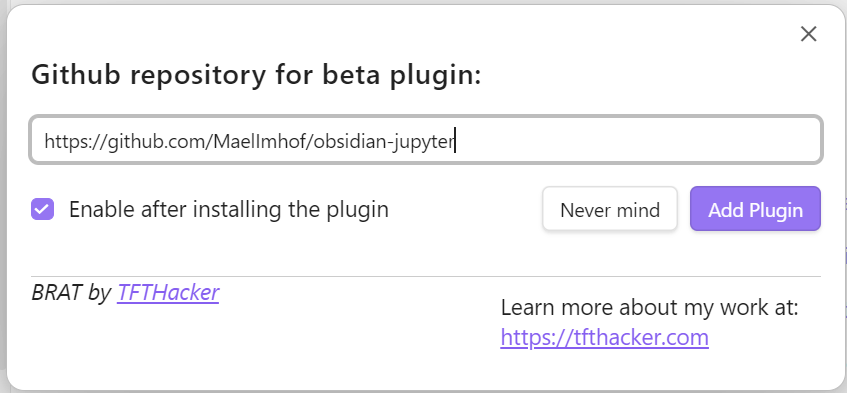 Github repository for beta plugin:
https://github.com/MaelImhof/obsidian-jupyter
Enable after installing the plugin
Never mind
Add Plugin
BRAT by TFTHacker
Learn more about my work at:
https://tfthacker.com